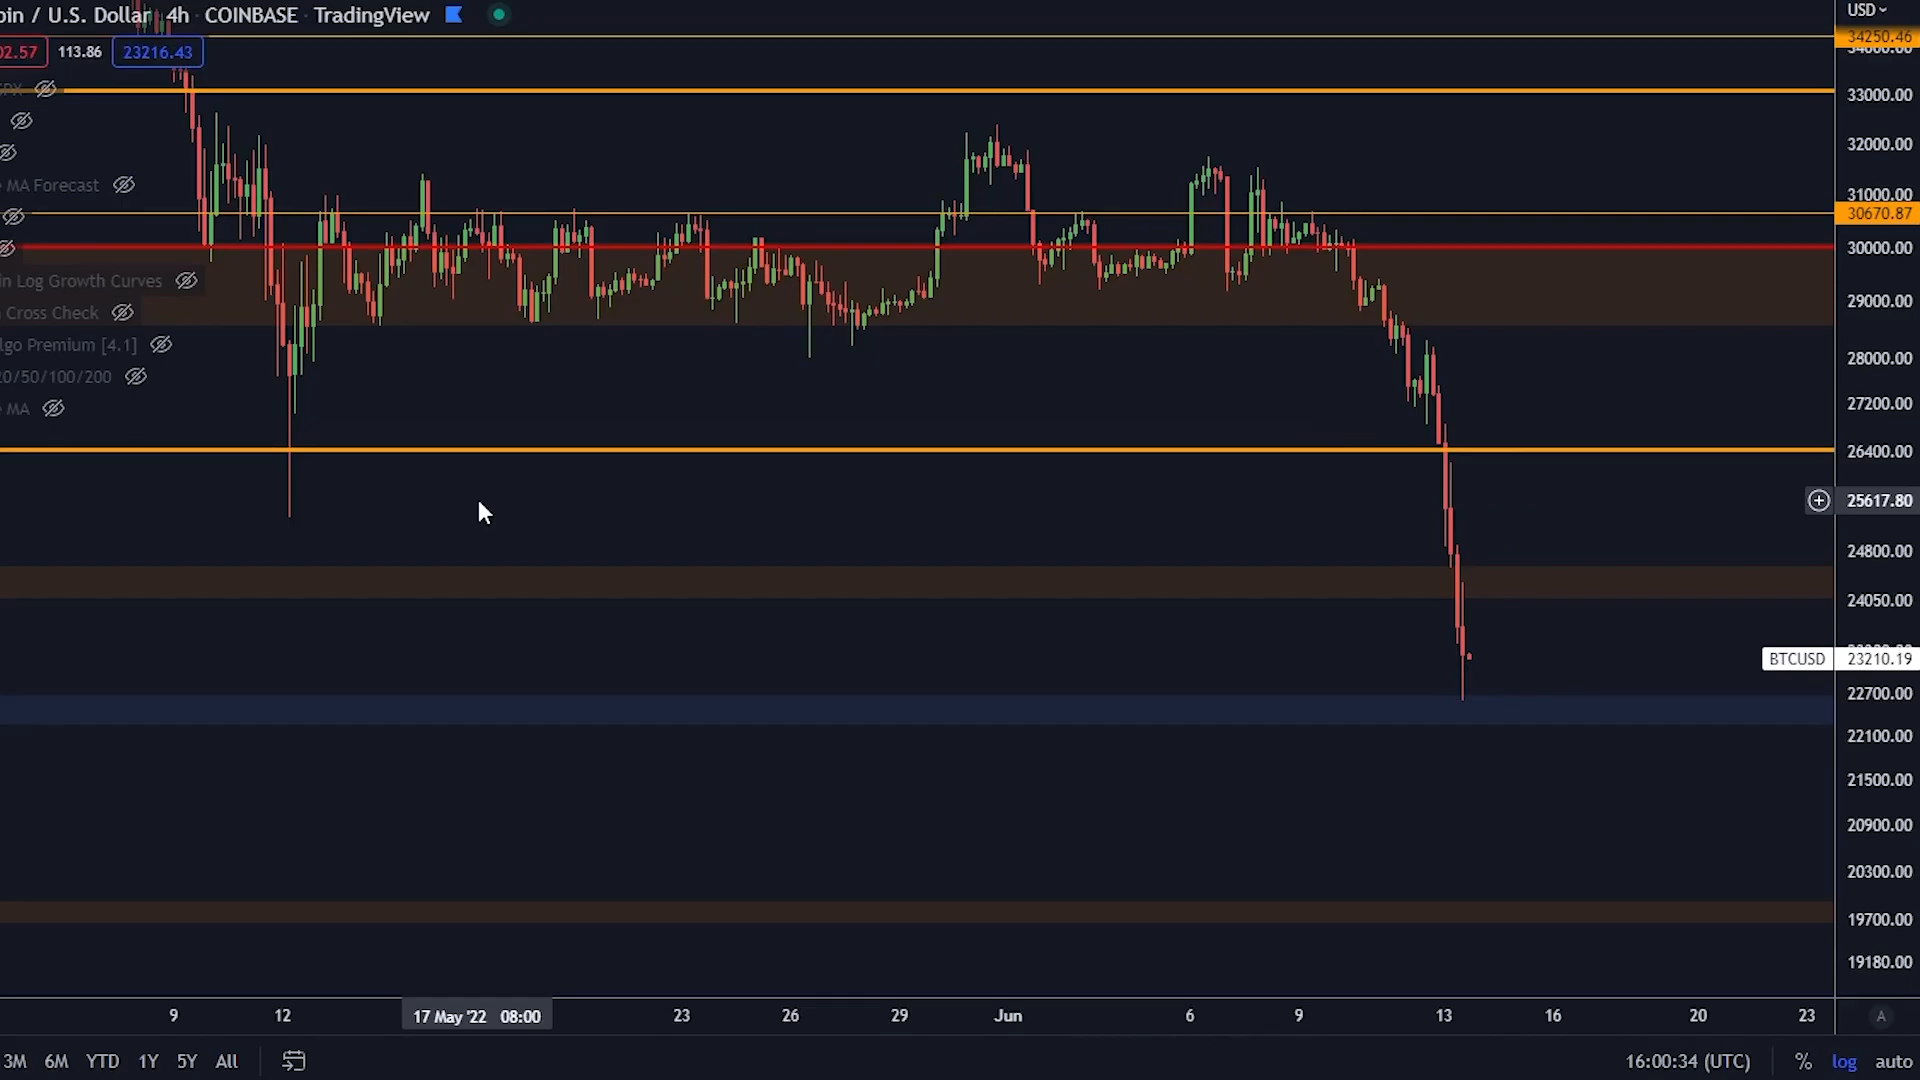 oin / U.S. Dollar 4h COINBASE TradingView
02.57 113.86 23216.43
MA Forecast
in Log Growth Curves
Cross Check
lgo Premium [4.1]
20/50/100/200
MA
USD
34250.46
33000.00
32000.00
31000.00
30670.87
30000.00
29000.00
28000.00
27200.00
26400.00
25617.80
24800.00
24050.00
BTCUSD 23210.19
22700.00
22100.00
21500.00
20900.00
20300.00
19700.00
19180.00
9 12 17 May '22 08:00 23 26 29 Jun 6 9 13 16 20 23 A
3M 6M YTD 1Y 5Y All 16:00:34 (UTC) % log auto